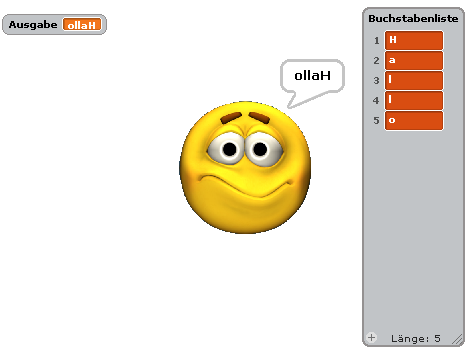 Ausgabe ollaH
ollaH
Buchstabenliste
1 H
2 a
3 l
4 l
5 o
+ Länge: 5